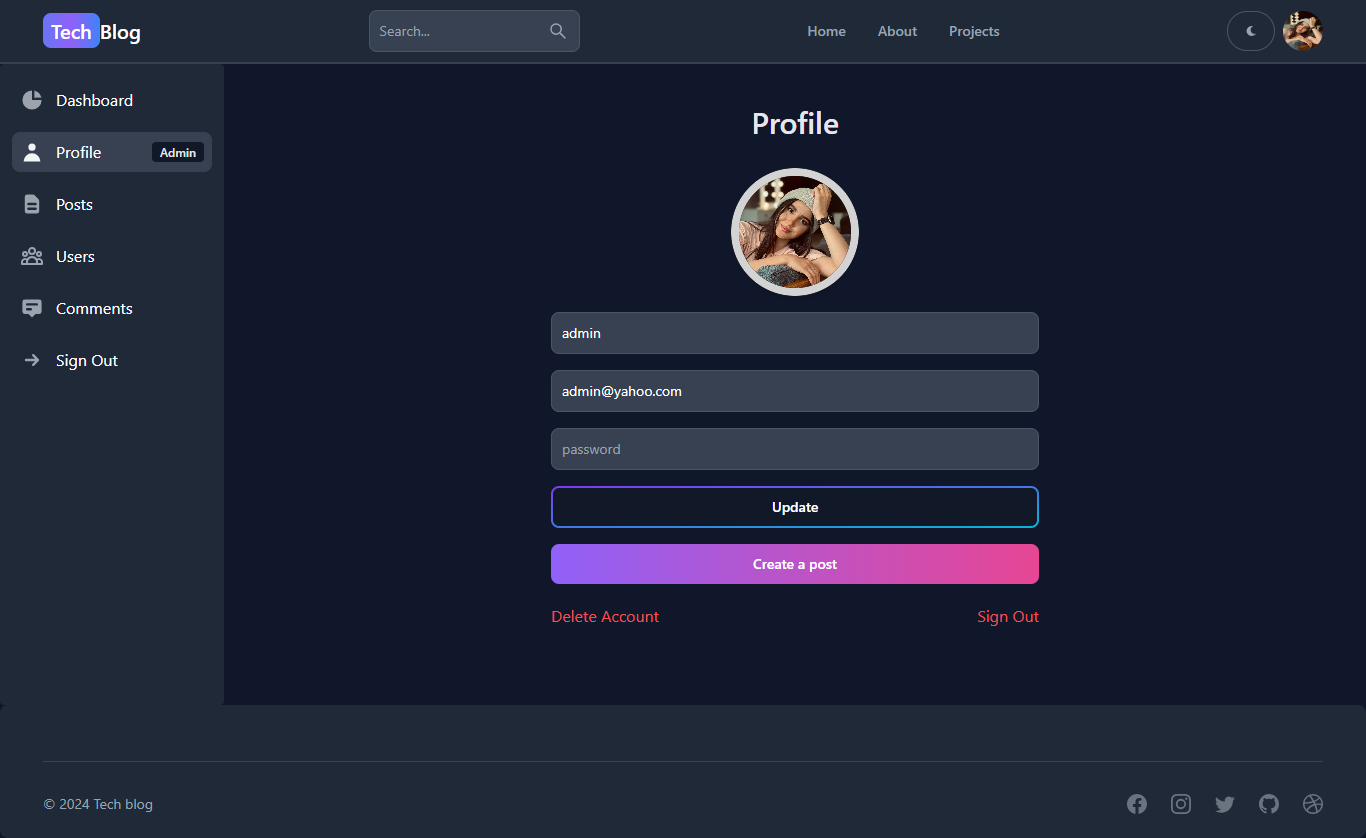 Tech Blog
Search...
Home
About
Projects
Dashboard
Profile
Admin
Posts
Users
Comments
Sign Out
Profile
admin
admin@yahoo.com
password
Update
Create a post
Delete Account
Sign Out
© 2024 Tech blog